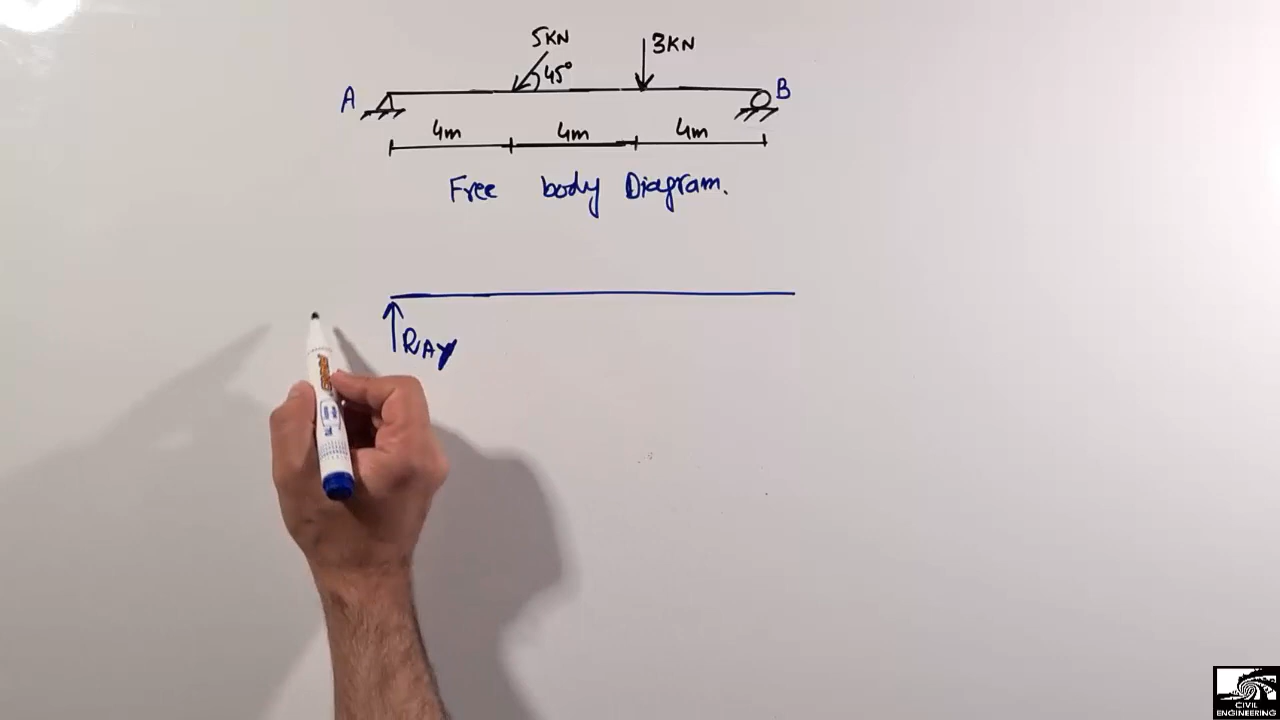 5KN
45°
3KN
A
B
4m 4m 4m
Free body Diagram.
RAY
CIVIL
ENGINEERING